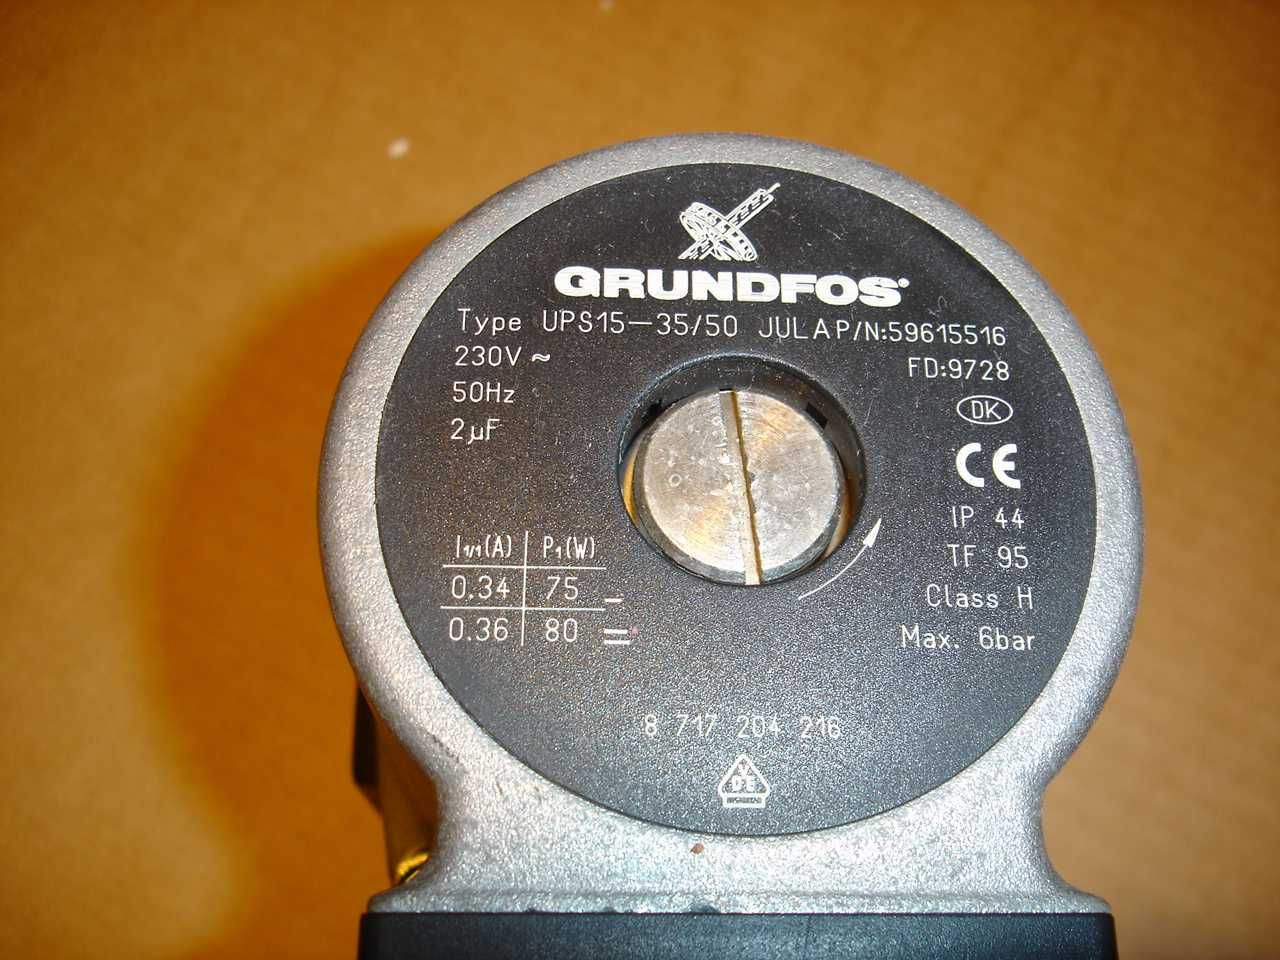 GRUNDFOS®
Type UPS15-35/50 JULA P/N:59615516
230V ~ FD:9728
50Hz DK
2µF CE
IP 44
I1/1(A) P1(W) TF 95
0.34 75 Class H
0.36 80 Max. 6bar
8 717 204 216
VDE